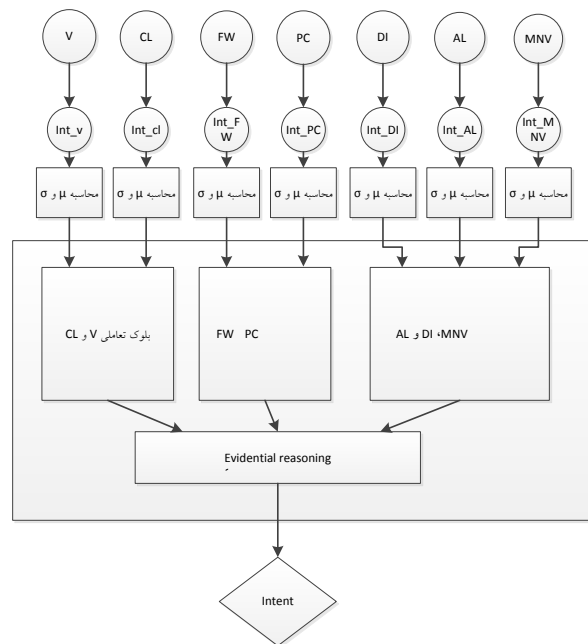 V
CL
FW
PC
DI
AL
MNV
Int_v
Int_cl
Int_F
W
Int_PC
Int_DI
Int_AL
Int_M
NV
محاسبه μ و σ
محاسبه μ و σ
محاسبه μ و σ
محاسبه μ و σ
محاسبه μ و σ
محاسبه μ و σ
محاسبه μ و σ
بلوک تعاملی V و CL
FW PC
MNV، DI و AL
Evidential reasoning
Intent